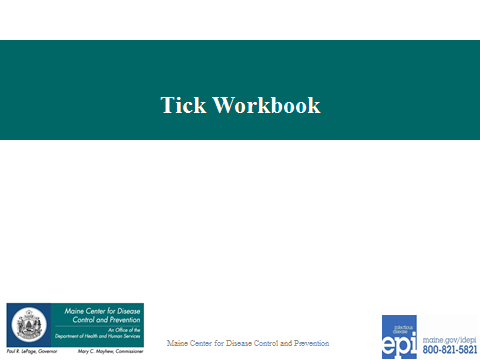 Tick Workbook
Maine Center for Disease
Control and Prevention
An Office of the
Department of Health and Human Services
Paul R. LePage, Governor
Mary C. Mayhew, Commissioner
Maine Center for Disease Control and Prevention
infectious
disease
epi
maine.gov/idepi
800-821-5821